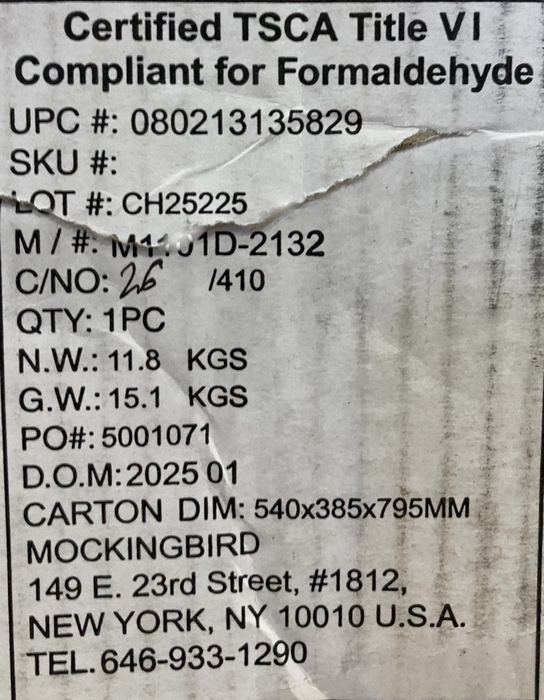 Certified TSCA Title VI
Compliant for Formaldehyde
UPC #: 080213135829
SKU #:
LOT #: CH25225
M / #:
C/NO: 26 /410
QTY: 1PC
N.W.: 11.8 KGS
G.W.: 15.1 KGS
PO#: 5001071
D.O.M: 2025 01
CARTON DIM: 540x385x795MM
MOCKINGBIRD
149 E. 23rd Street, #1812,
NEW YORK, NY 10010 U.S.A.
TEL. 646-933-1290